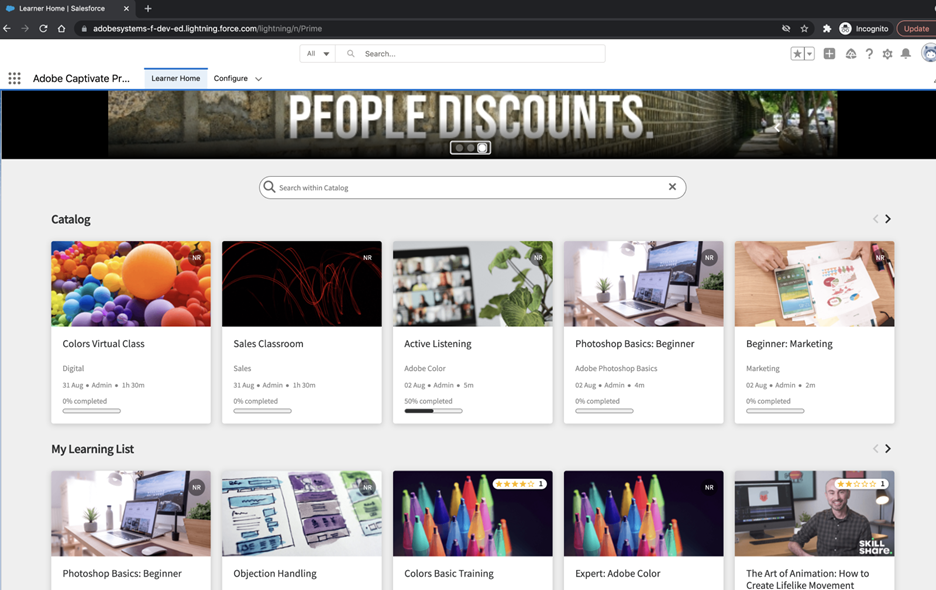 Learner Home | Salesforce
adobesystems-f-dev-ed.lightning.force.com/lightning/n/Prime
Incognito
Update
All
Search...
Adobe Captivate Pr...
Learner Home
Configure
PEOPLE DISCOUNTS.
Search within Catalog
Catalog
NR
NR
NR
NR
NR
Colors Virtual Class
Sales Classroom
Active Listening
Photoshop Basics: Beginner
Beginner: Marketing
Digital
Sales
Adobe Color
Adobe Photoshop Basics
Marketing
31 Aug • Admin • 1h 30m
31 Aug • Admin • 1h 30m
02 Aug • Admin • 5m
02 Aug • Admin • 4m
02 Aug • Admin • 2m
0% completed
0% completed
50% completed
0% completed
0% completed
My Learning List
NR
NR
1
NR
1
SKILL
SHARE.
Photoshop Basics: Beginner
Objection Handling
Colors Basic Training
Expert: Adobe Color
The Art of Animation: How to
Create Lifelike Movement